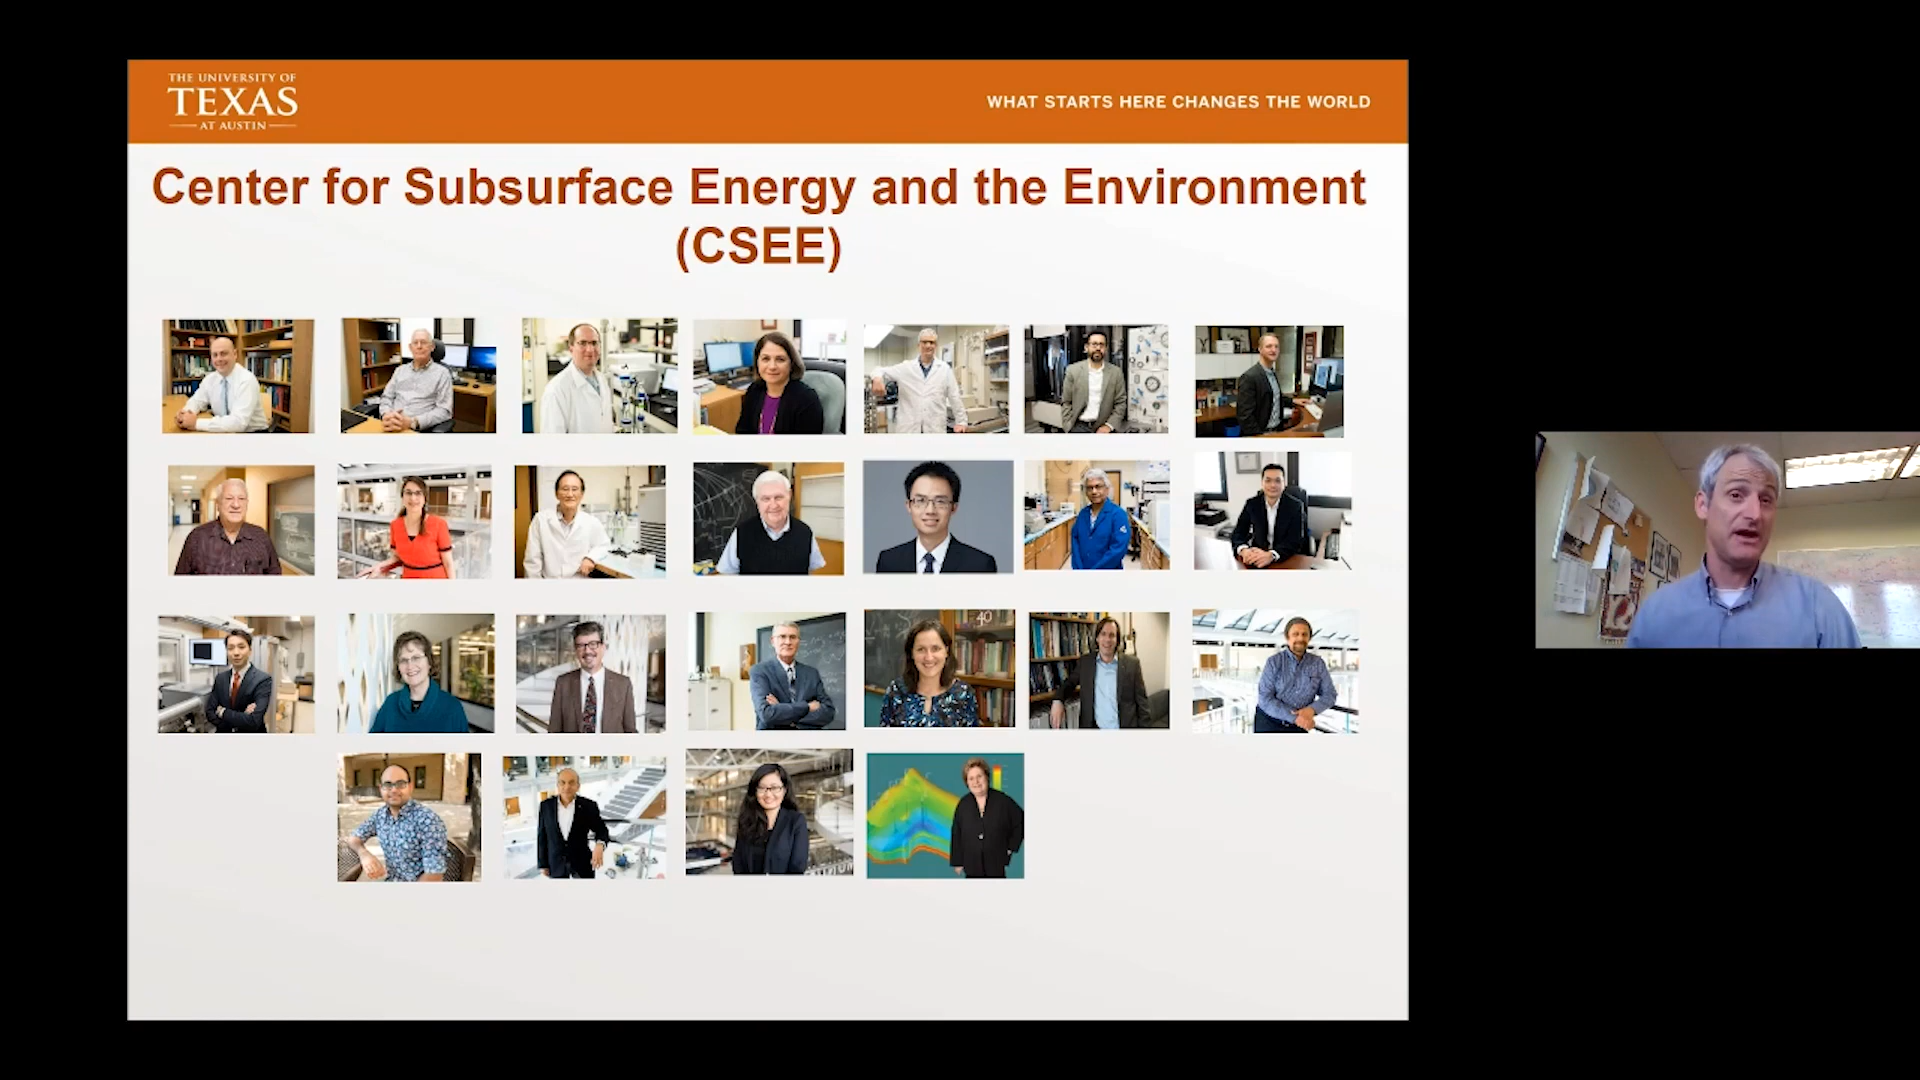 THE UNIVERSITY OF
TEXAS
AT AUSTIN
WHAT STARTS HERE CHANGES THE WORLD
Center for Subsurface Energy and the Environment
(CSEE)
40